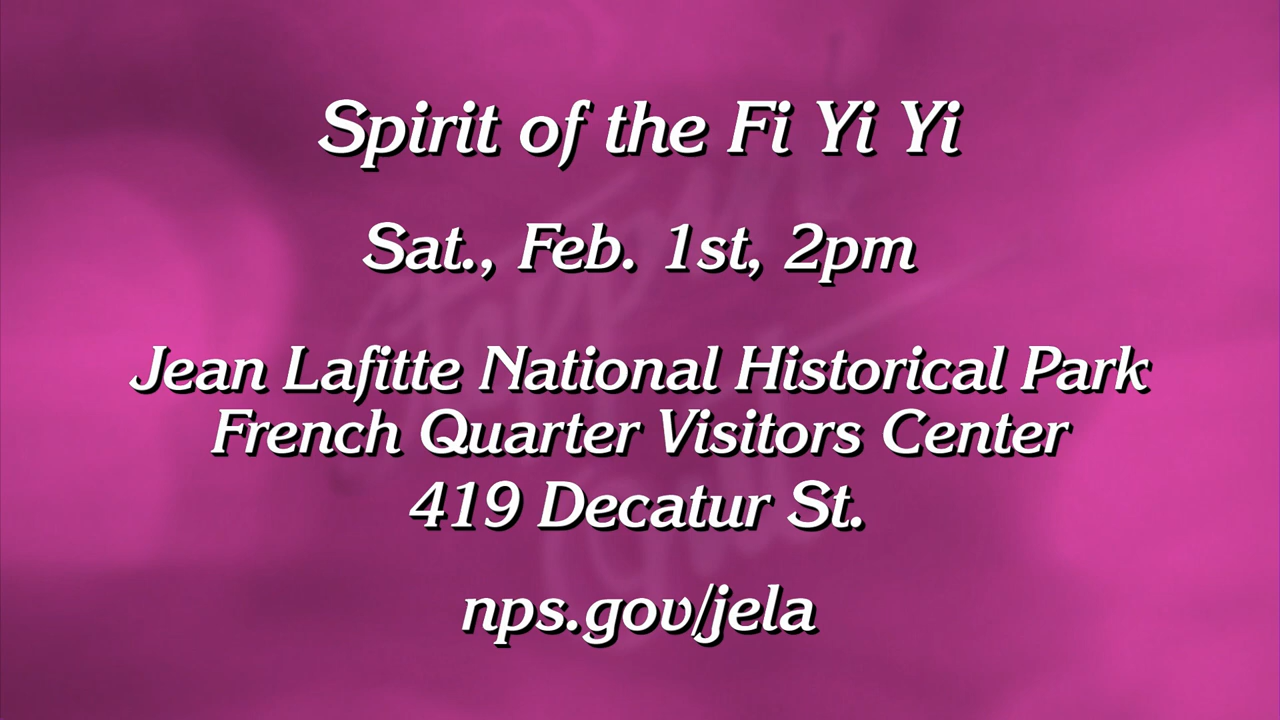 Spirit of the Fi Yi Yi
Sat., Feb. 1st, 2pm
Jean Lafitte National Historical Park
French Quarter Visitors Center
419 Decatur St.
nps.gov/jela